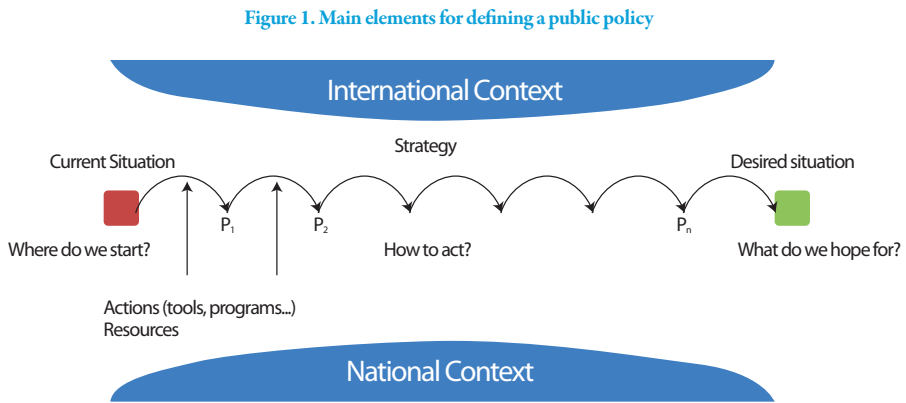 Figure 1. Main elements for defining a public policy
International Context
Strategy
Current Situation
Desired situation
P1
P2
Pn
Where do we start?
How to act?
What do we hope for?
Actions (tools, programs...)
Resources
National Context